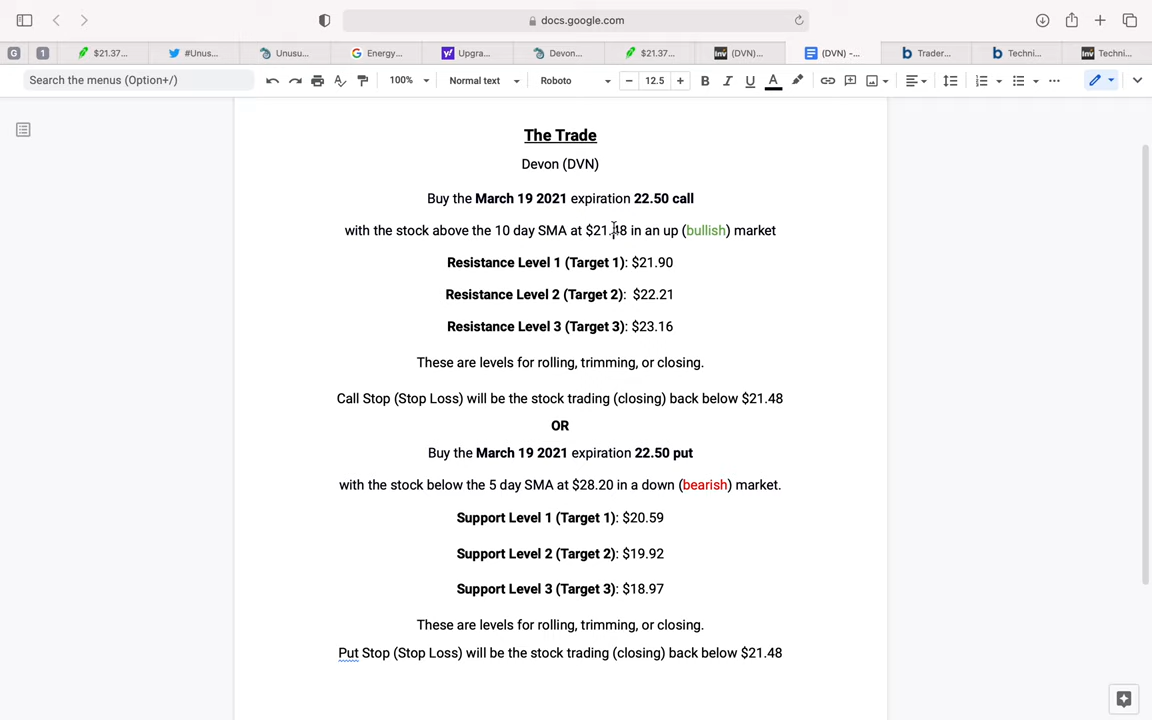 docs.google.com
G 1 $21.37... #Unus... Unusu... Energy... Upgra... Devon... $21.37... (DVN)... (DVN) -... Trader... Techni... Techni...
Search the menus (Option+/) 100% Normal text Roboto 12.5 B I U A
The Trade
Devon (DVN)
Buy the March 19 2021 expiration 22.50 call
with the stock above the 10 day SMA at $21.48 in an up (bullish) market
Resistance Level 1 (Target 1): $21.90
Resistance Level 2 (Target 2): $22.21
Resistance Level 3 (Target 3): $23.16
These are levels for rolling, trimming, or closing.
Call Stop (Stop Loss) will be the stock trading (closing) back below $21.48
OR
Buy the March 19 2021 expiration 22.50 put
with the stock below the 5 day SMA at $28.20 in a down (bearish) market.
Support Level 1 (Target 1): $20.59
Support Level 2 (Target 2): $19.92
Support Level 3 (Target 3): $18.97
These are levels for rolling, trimming, or closing.
Put Stop (Stop Loss) will be the stock trading (closing) back below $21.48